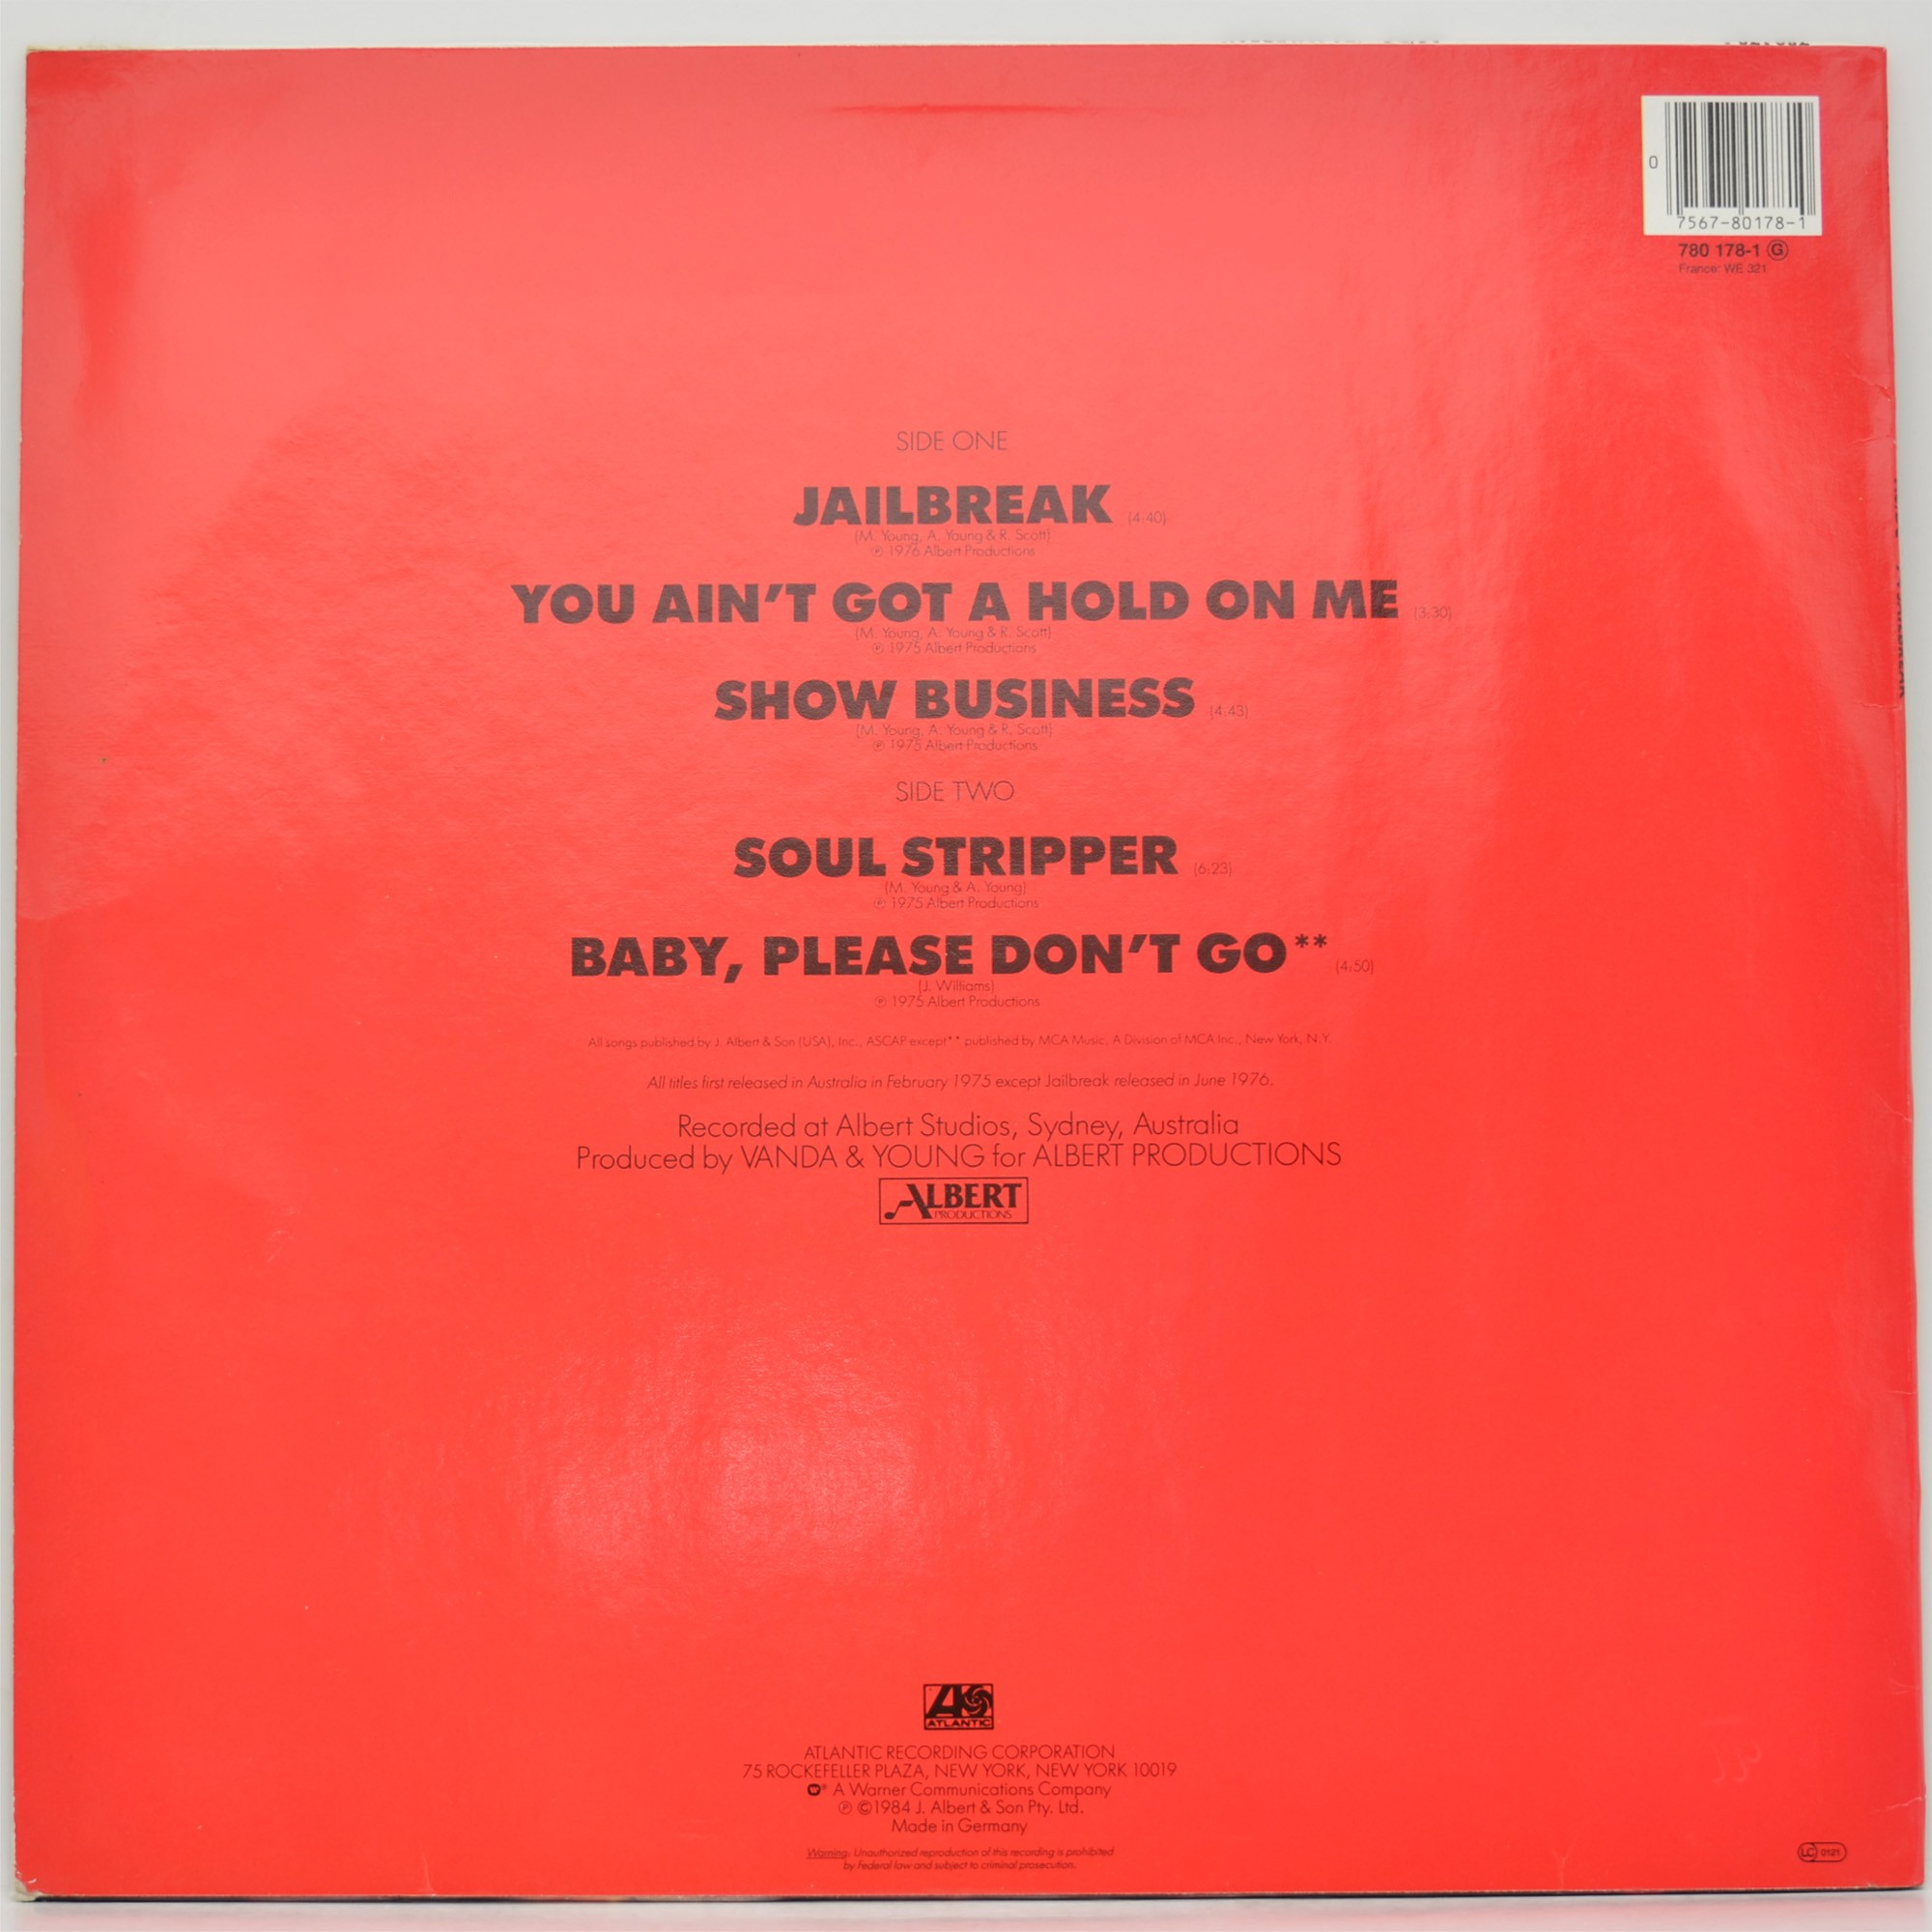 0
7567-80178-1
780 178-1 G
France: WE 321
SIDE ONE
JAILBREAK (4:40)
(M. Young, A. Young & R. Scott)
℗ 1976 Albert Productions
YOU AIN'T GOT A HOLD ON ME (3:30)
(M. Young, A. Young & R. Scott)
℗ 1975 Albert Productions
SHOW BUSINESS (4:43)
(M. Young, A. Young & R. Scott)
℗ 1975 Albert Productions
SIDE TWO
SOUL STRIPPER (6:23)
(M. Young & A. Young)
℗ 1975 Albert Productions
BABY, PLEASE DON'T GO** (4:50)
(J. Williams)
℗ 1975 Albert Productions
All songs published by J. Albert & Son (USA), Inc., ASCAP except** published by MCA Music, A Division of MCA Inc., New York, N.Y.
All titles first released in Australia in February 1975 except Jailbreak released in June 1976.
Recorded at Albert Studios, Sydney, Australia
Produced by VANDA & YOUNG for ALBERT PRODUCTIONS
ALBERT
PRODUCTIONS
ATLANTIC
ATLANTIC RECORDING CORPORATION
75 ROCKEFELLER PLAZA, NEW YORK, NEW YORK 10019
® A Warner Communications Company
℗ ©1984 J. Albert & Son Pty. Ltd.
Made in Germany
Warning: Unauthorized reproduction of this recording is prohibited
by Federal law and subject to criminal prosecution.
LC 0121